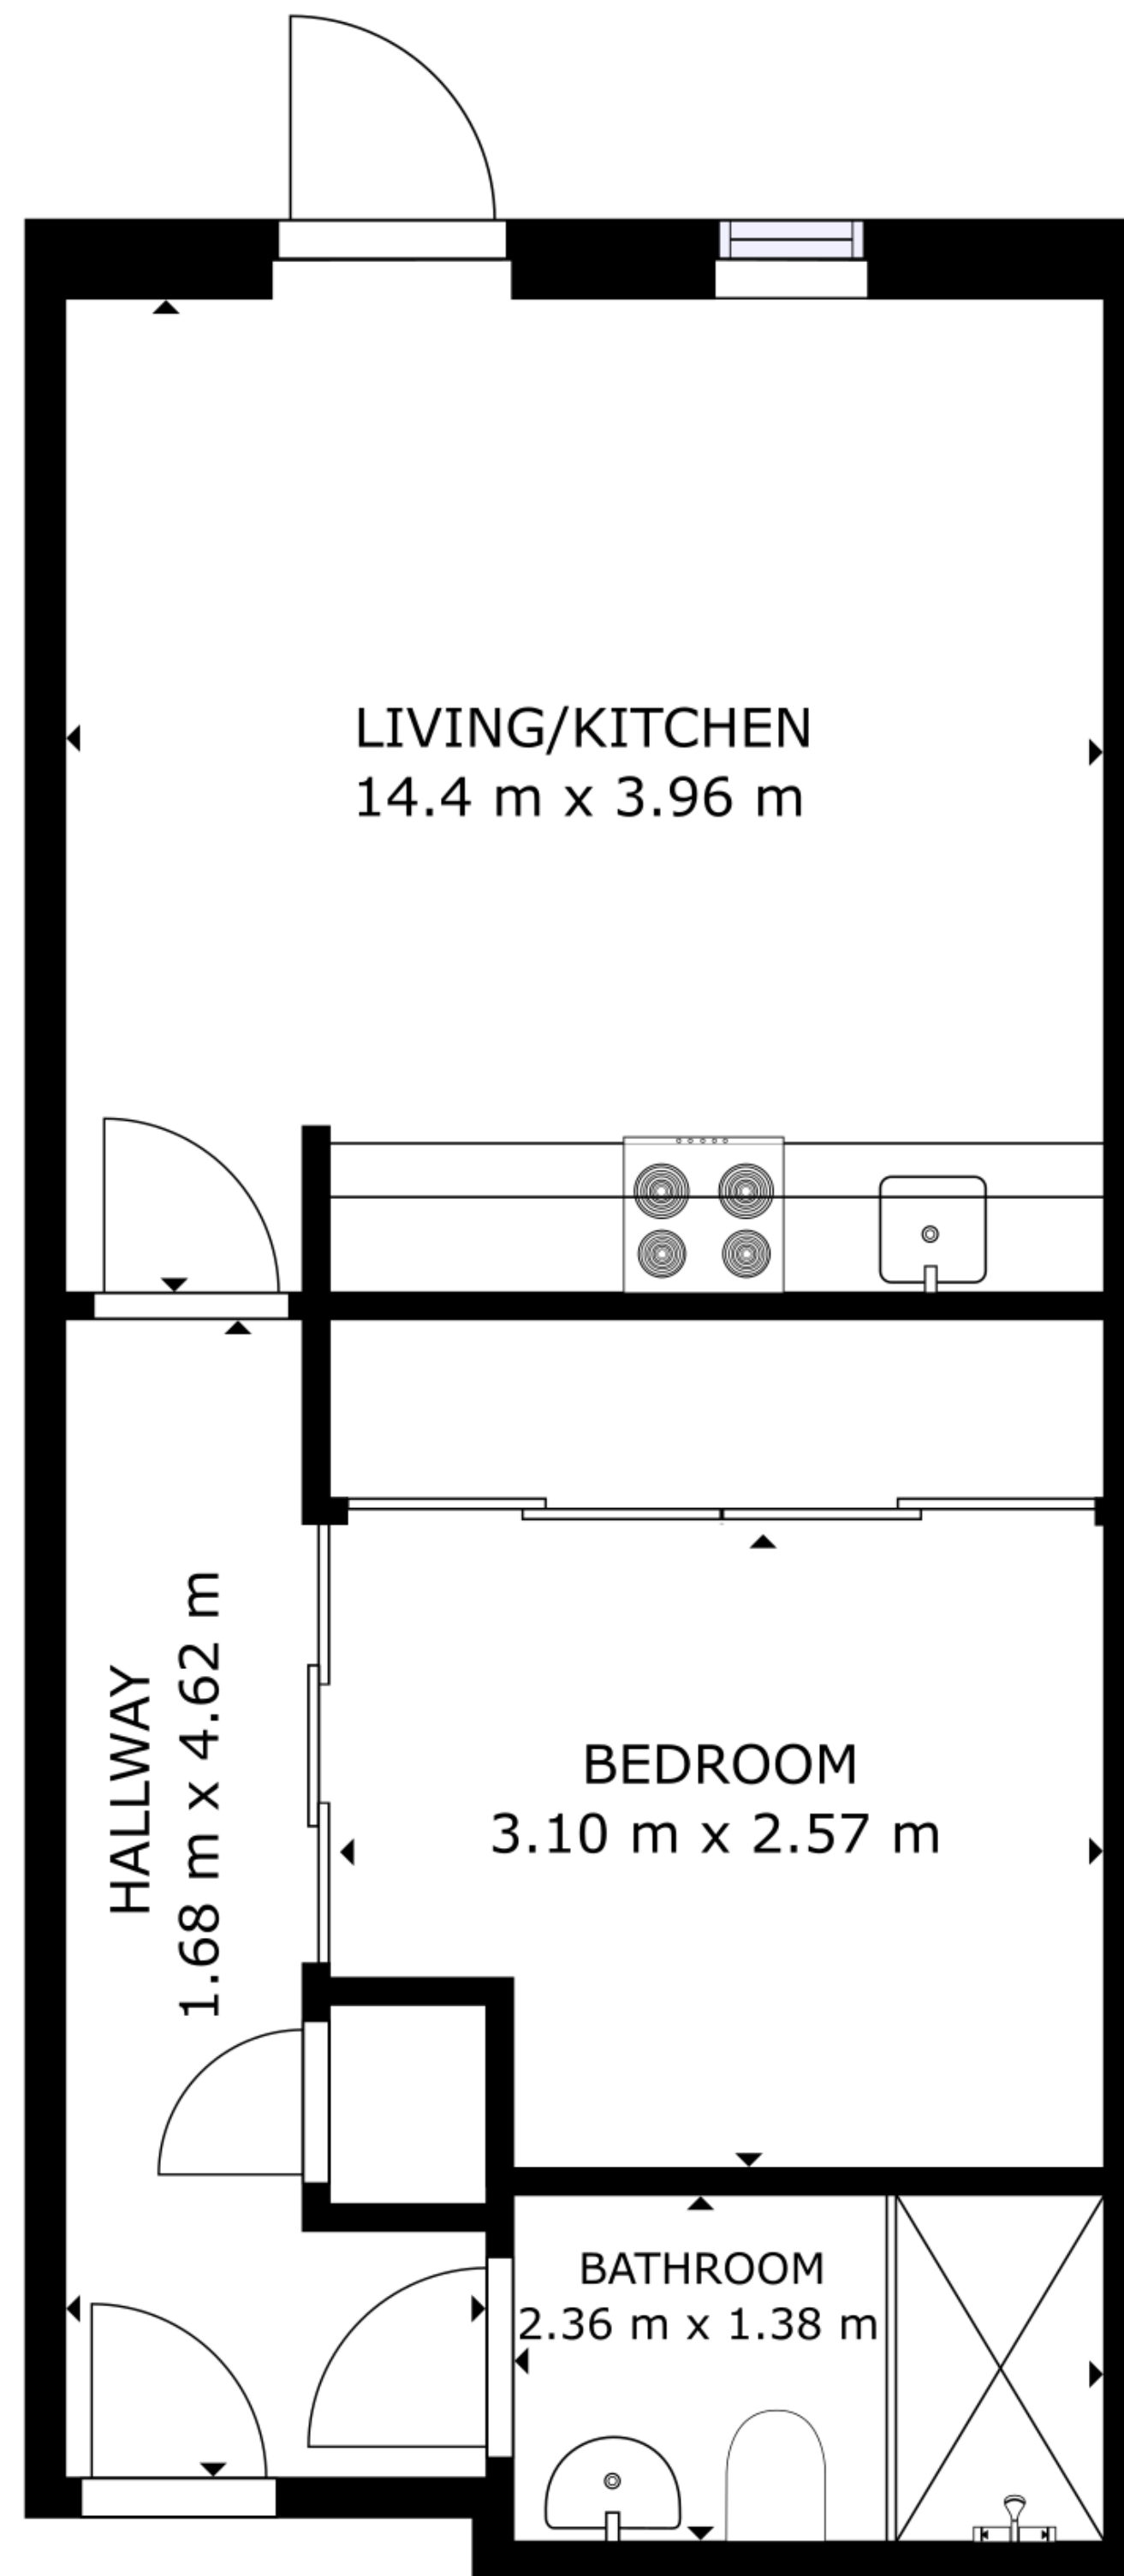 LIVING/KITCHEN
14.4 m x 3.96 m
HALLWAY
1.68 m x 4.62 m
BEDROOM
3.10 m x 2.57 m
BATHROOM
2.36 m x 1.38 m